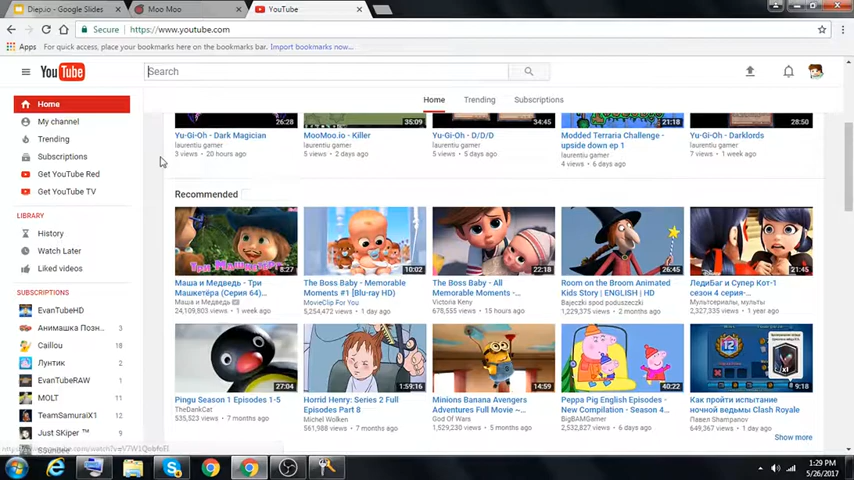 Diep.io - Google Slides
Moo Moo
YouTube
Secure
https://www.youtube.com
Apps
For quick access, place your bookmarks here on the bookmarks bar. Import bookmarks now...
YouTube
Search
Home
Trending
Subscriptions
Home
My channel
Trending
Subscriptions
Get YouTube Red
Get YouTube TV
LIBRARY
History
Watch Later
Liked videos
SUBSCRIPTIONS
EvanTubeHD
Анимашка Позн... 3
Caillou 4
Лунтик 2
EvanTubeRAW
MOLT 11
TeamSamuraiX1 12
Just SKiper ™ 11
26:28
35:09
34:45
21:18
28:50
Yu-Gi-Oh - Dark Magician
laurentiu gamer
3 views • 20 hours ago
MooMoo.io - Killer
laurentiu gamer
5 views • 2 days ago
Yu-Gi-Oh - D/D/D
laurentiu gamer
2 views • 5 days ago
Modded Terraria Challenge -
upside down ep 1
laurentiu gamer
4 views • 6 days ago
Yu-Gi-Oh - Darklords
laurentiu gamer
7 views • 1 week ago
Recommended
Три Мушкетёра
8:27
10:02
22:18
26:45
21:45
Маша и Медведь - Три
Мушкетёра (Серия 64)...
Маша и Медведь
24,109,803 views • 1 week ago
The Boss Baby - Memorable
Moments #1 [Blu-ray HD)
MovieClip For You
5,254,472 views • 1 day ago
The Boss Baby - All
Memorable Moments -...
Victoria Keny
678,555 views • 15 hours ago
Room on the Broom Animated
Kids Story | ENGLISH | HD
Bajeczki spod poduszeczki
ЛедиБаг и Супер Кот-1
сезон 4 серия-...
Мультсериалы, мульты
2,327,335 views • 1 year ago
27:04
1:59:16
14:59
40:22
12
x1
9:18
Pingu Season 1 Episodes 1-5
TheDankCat
535,523 views • 7 months ago
Horrid Henry: Series 2 Full
Episodes Part 8
Michel Wolken
561,988 views • 7 months ago
Minions Banana Avengers
Adventures Full Movie ~...
God Of Wars
1,529,230 views • 5 months ago
Peppa Pig English Episodes -
New Compilation - Season 4...
BigBAMGamer
2,532,827 views • 6 days ago
Как пройти испытание
ночной ведьмы Clash Royale
Павел Shampanov
649,367 views • 1 day ago
Show more
1:29 PM
5/26/2017